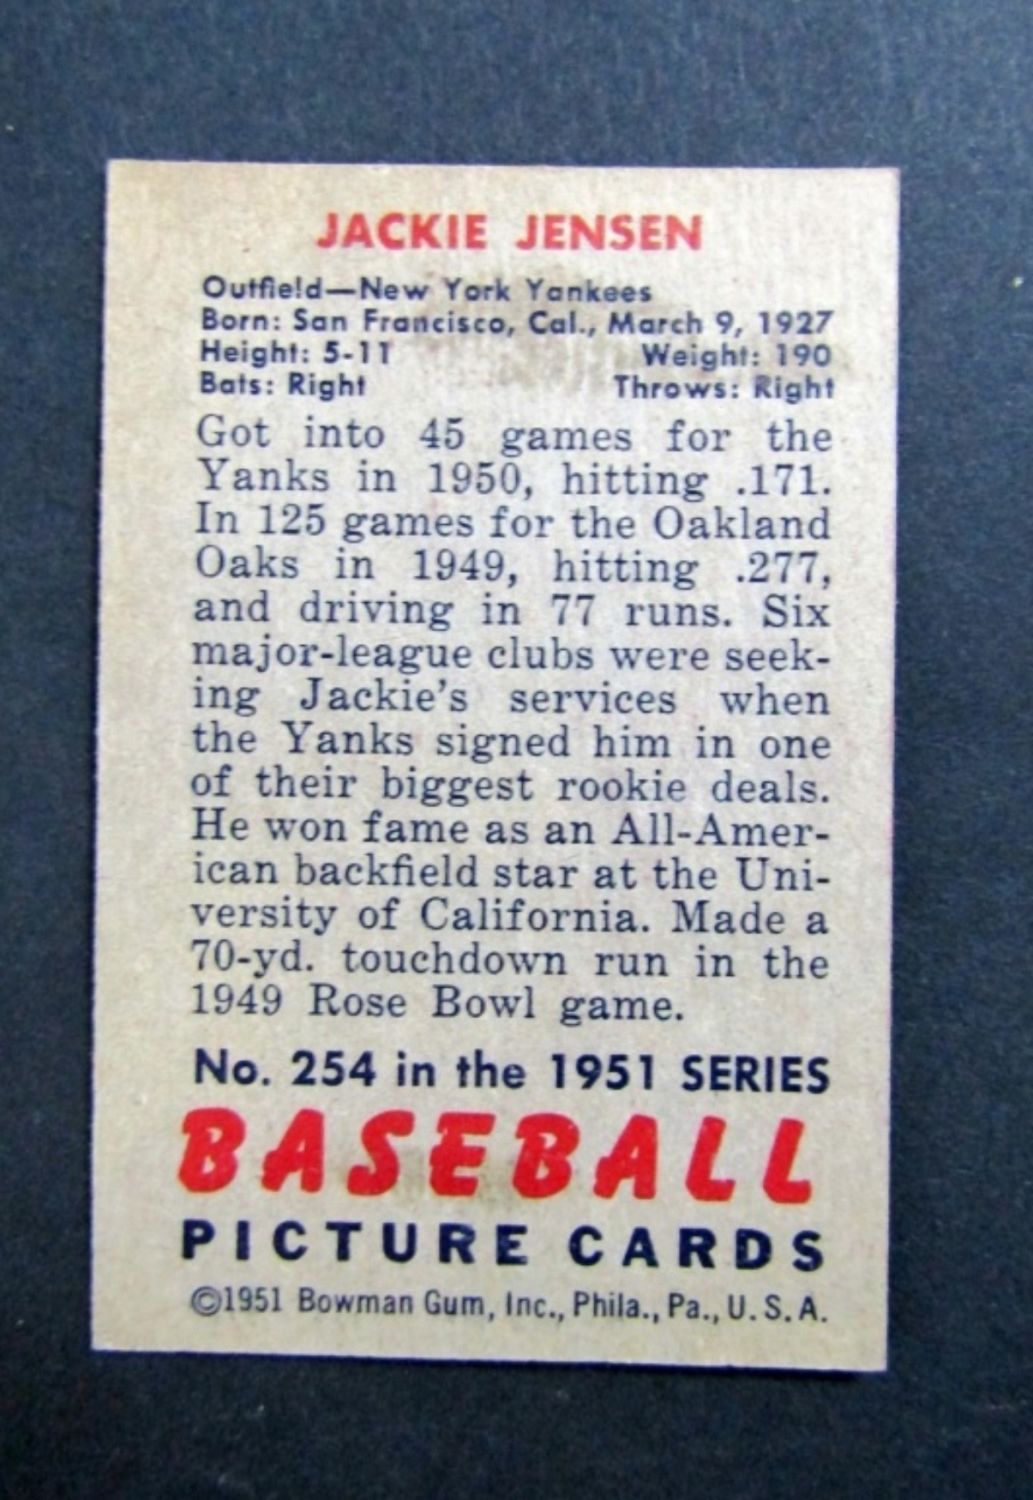 JACKIE JENSEN
Outfield—New York Yankees
Born: San Francisco, Cal., March 9, 1927
Height: 5-11 Weight: 190
Bats: Right Throws: Right
Got into 45 games for the
Yanks in 1950, hitting .171.
In 125 games for the Oakland
Oaks in 1949, hitting .277,
and driving in 77 runs. Six
major-league clubs were seek-
ing Jackie's services when
the Yanks signed him in one
of their biggest rookie deals.
He won fame as an All-Amer-
ican backfield star at the Uni-
versity of California. Made a
70-yd. touchdown run in the
1949 Rose Bowl game.
No. 254 in the 1951 SERIES
BASEBALL
PICTURE CARDS
©1951 Bowman Gum, Inc., Phila., Pa., U. S. A.